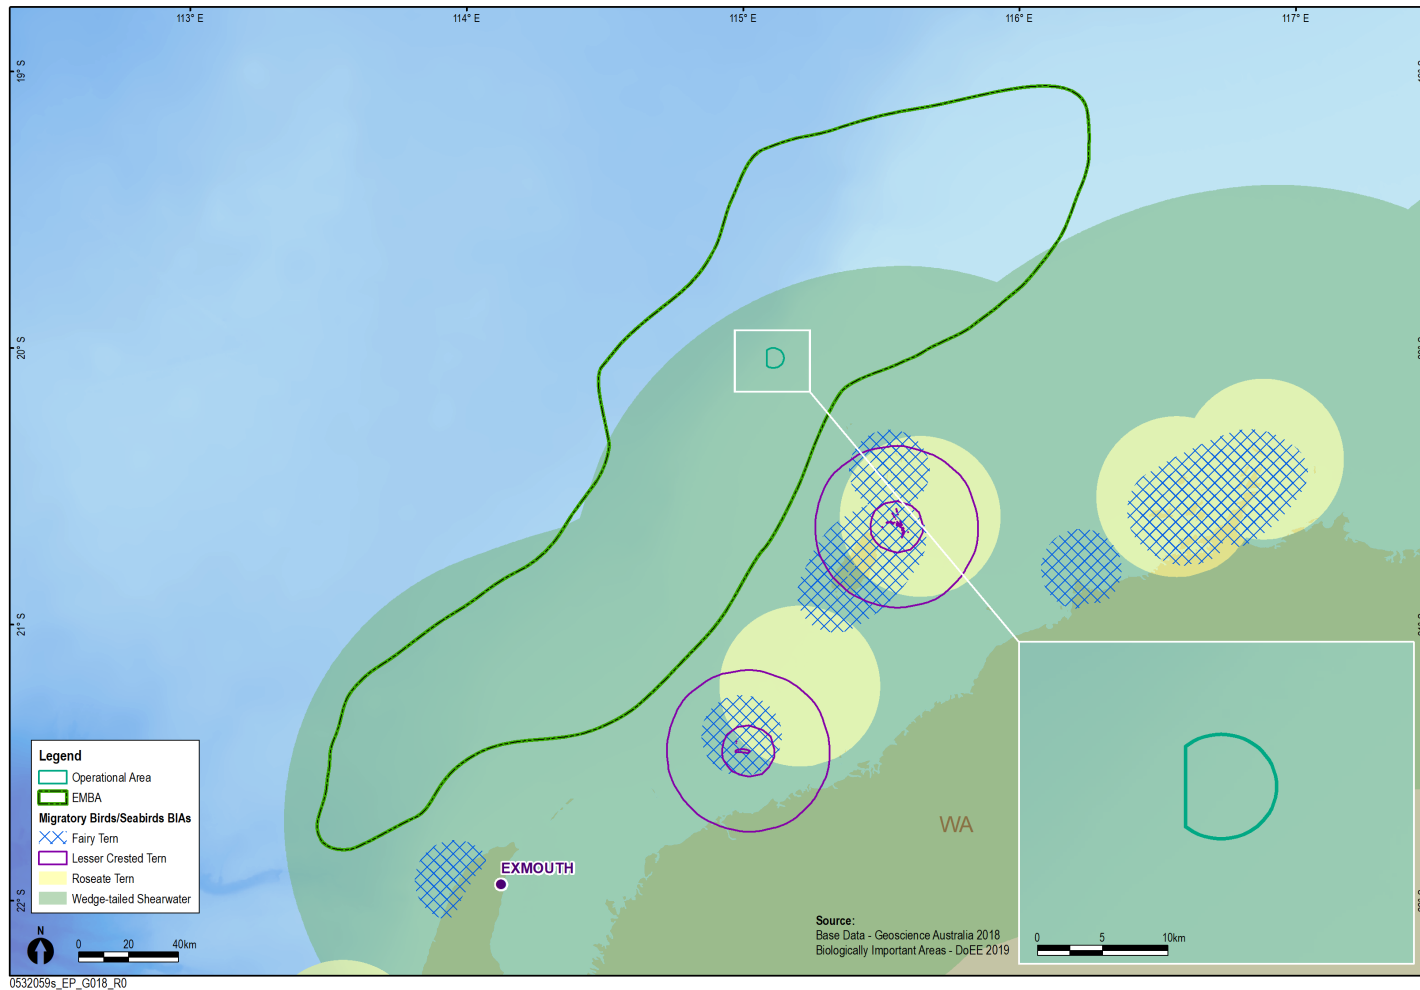 113° E
114° E
115° E
116° E
117° E
19° S
20° S
21° S
22° S
WA
EXMOUTH
Legend
Operational Area
EMBA
Migratory Birds/Seabirds BIAs
Fairy Tern
Lesser Crested Tern
Roseate Tern
Wedge-tailed Shearwater
N
0 20 40km
Source:
Base Data - Geoscience Australia 2018
Biologically Important Areas - DoEE 2019
0 5 10km
0532059s_EP_G018_R0